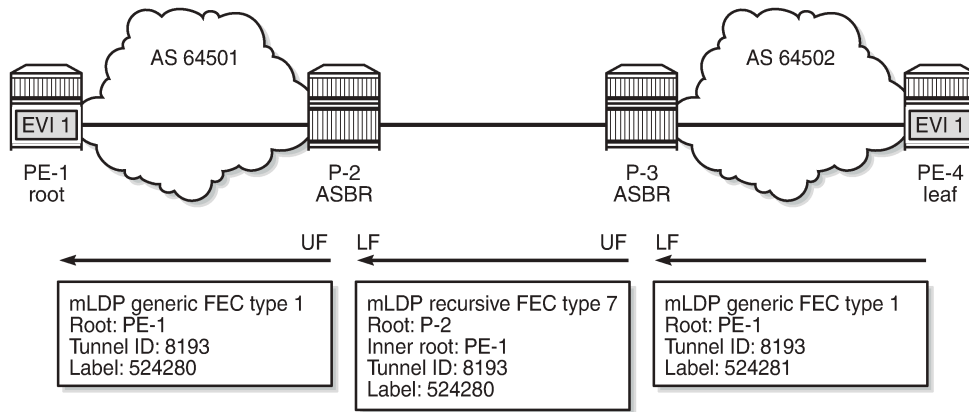 AS 64501
AS 64502
EVI 1
EVI 1
PE-1
root
P-2
ASBR
P-3
ASBR
PE-4
leaf
UF
LF
UF
LF
mLDP generic FEC type 1
Root: PE-1
Tunnel ID: 8193
Label: 524280
mLDP recursive FEC type 7
Root: P-2
Inner root: PE-1
Tunnel ID: 8193
Label: 524280
mLDP generic FEC type 1
Root: PE-1
Tunnel ID: 8193
Label: 524281